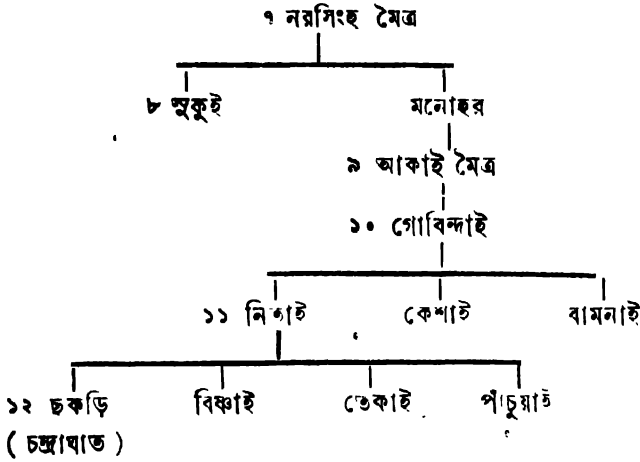 ৭ নরসিংহ মৈত্র
৮ সুকুই মনোহর
৯ আকাই মৈত্র
১০ গোবিন্দাই
১১ নিতাই কেশাই বামনাই
১২ ছকড়ি বিষ্ণাই ভেকাই পাঁচুয়াই
( চন্দ্রাঘাত )